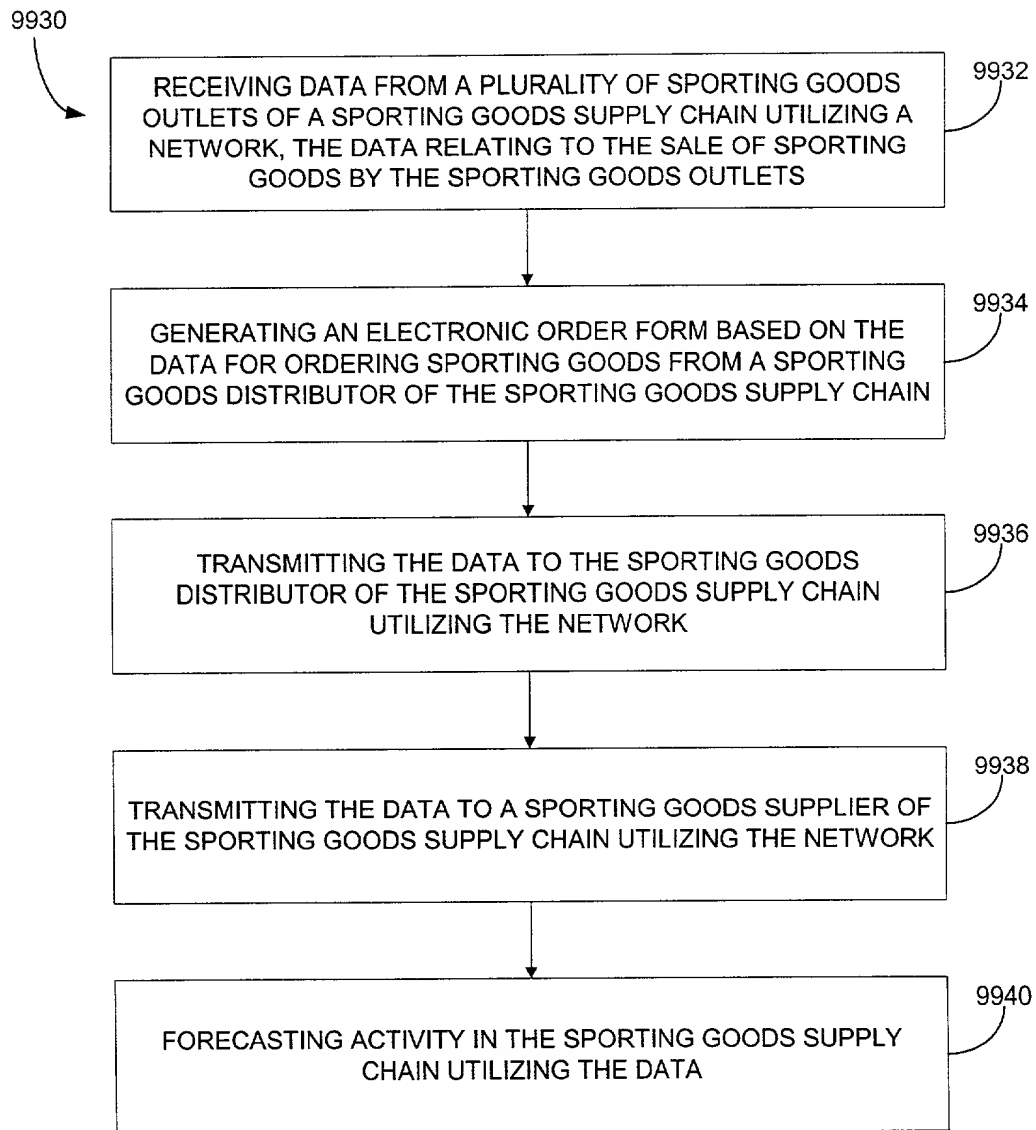 9930
9932
RECEIVING DATA FROM A PLURALITY OF SPORTING GOODS
OUTLETS OF A SPORTING GOODS SUPPLY CHAIN UTILIZING A
NETWORK, THE DATA RELATING TO THE SALE OF SPORTING
GOODS BY THE SPORTING GOODS OUTLETS
9934
GENERATING AN ELECTRONIC ORDER FORM BASED ON THE
DATA FOR ORDERING SPORTING GOODS FROM A SPORTING
GOODS DISTRIBUTOR OF THE SPORTING GOODS SUPPLY CHAIN
9936
TRANSMITTING THE DATA TO THE SPORTING GOODS
DISTRIBUTOR OF THE SPORTING GOODS SUPPLY CHAIN
UTILIZING THE NETWORK
9938
TRANSMITTING THE DATA TO A SPORTING GOODS SUPPLIER OF
THE SPORTING GOODS SUPPLY CHAIN UTILIZING THE NETWORK
9940
FORECASTING ACTIVITY IN THE SPORTING GOODS SUPPLY
CHAIN UTILIZING THE DATA